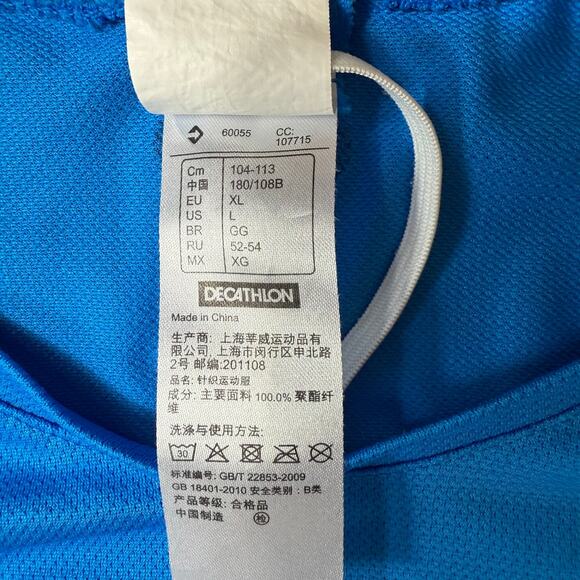 60055 CC: 107715
Cm 104-113
中国 180/108B
EU XL
US L
BR GG
RU 52-54
MX XG
DECATHLON
Made in China
生产商: 上海莘威运动品有
限公司, 上海市闵行区申北路
2号 邮编:201108
品名: 针织运动服
成分: 主要面料 100.0% 聚酯纤
维
洗涤与使用方法:
30
标准编号: GB/T 22853-2009
GB 18401-2010 安全类别: B类
产品等级: 合格品
中国制造 检